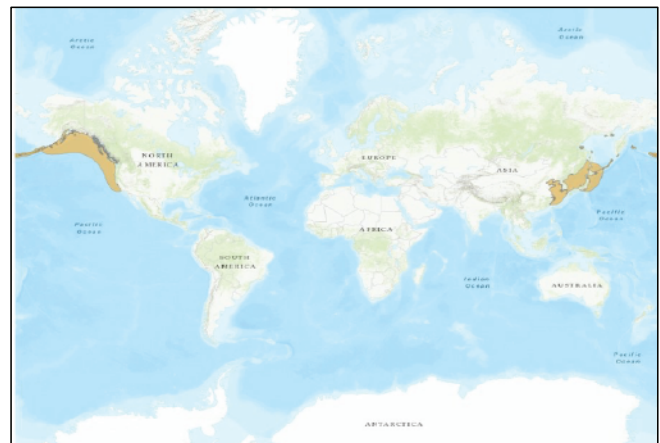 Arctic
Ocean
Arctic
Ocean
NORTH
AMERICA
EUROPE
ASIA
Atlantic
Ocean
Pacific
Ocean
Pacific
Ocean
AFRICA
SOUTH
AMERICA
Indian
Ocean
AUSTRALIA
Pacific
Ocean
ANTARCTICA